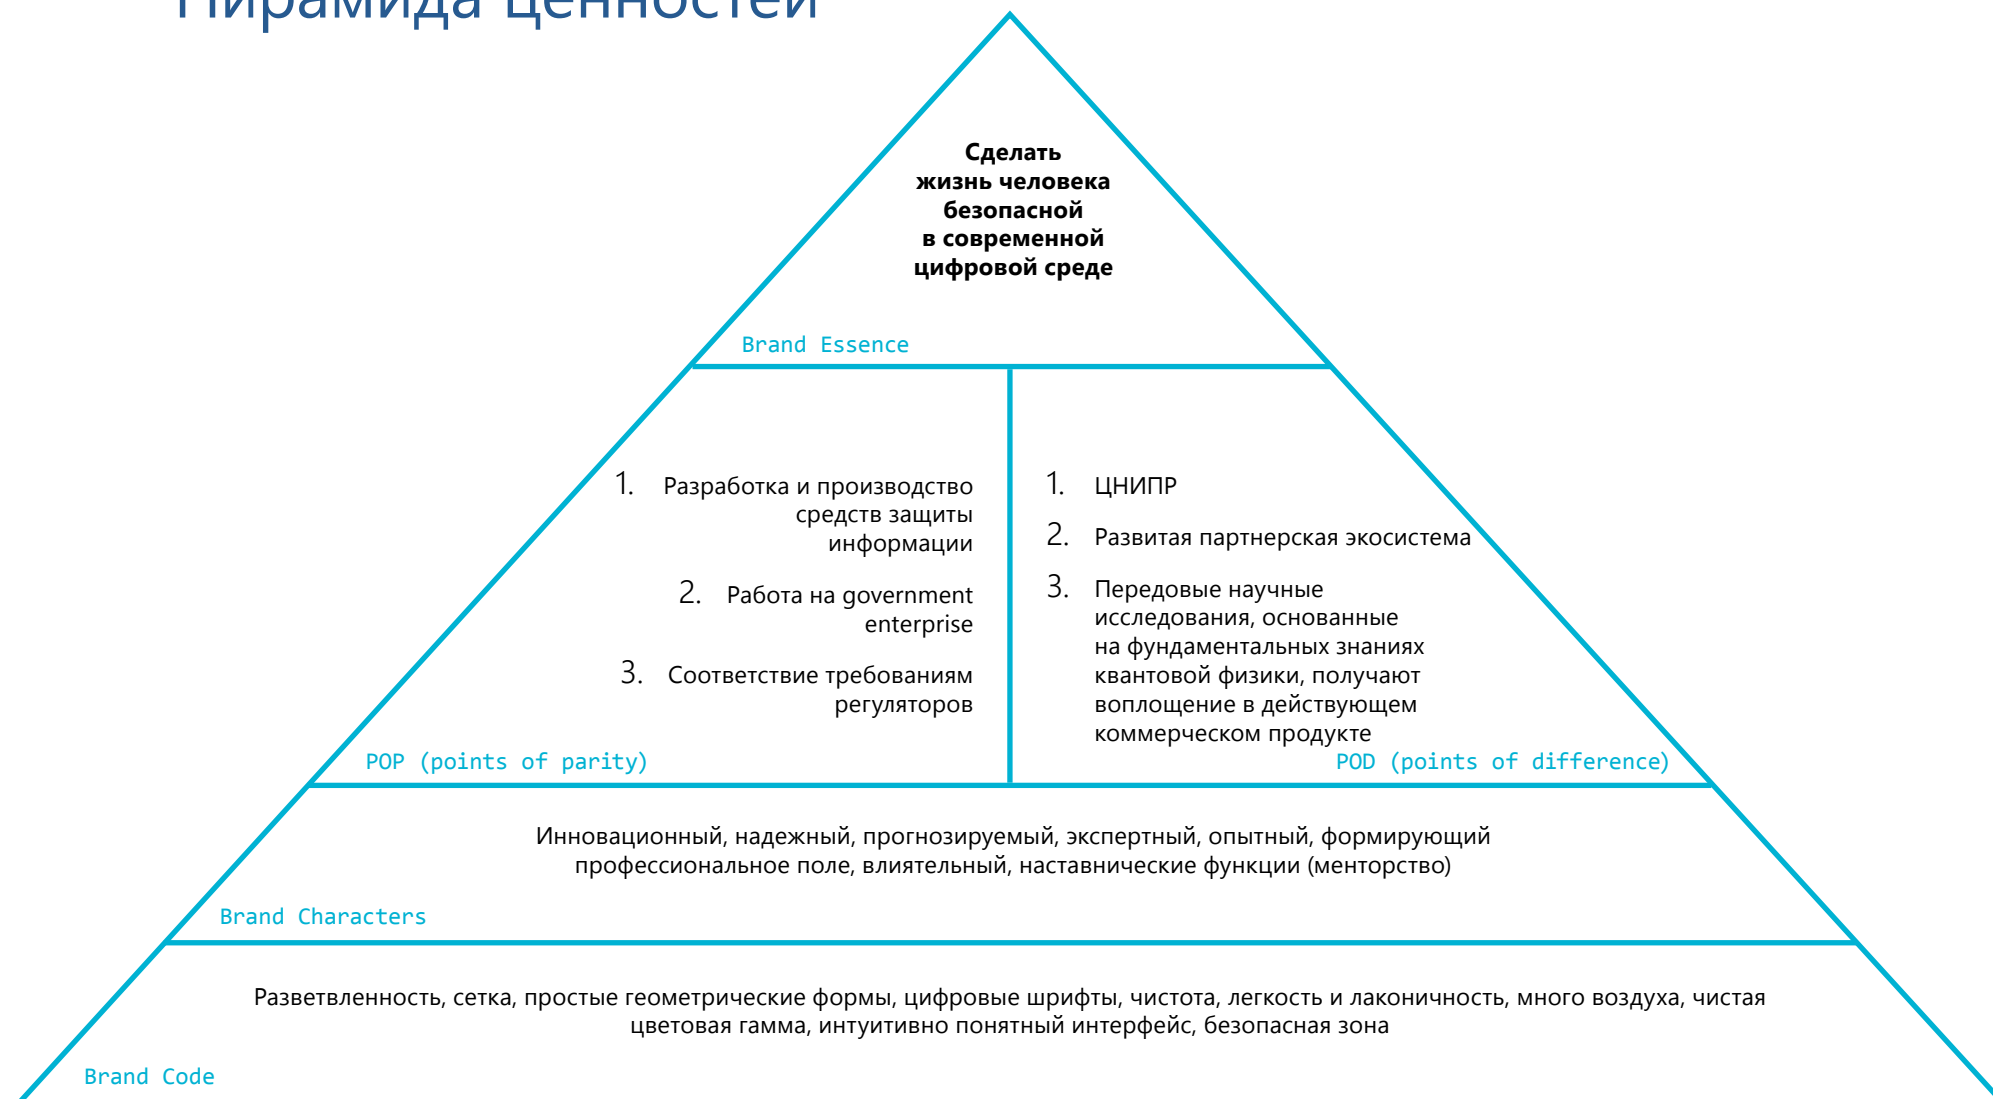 Пирамида ценностей
Сделать
жизнь человека
безопасной
в современной
цифровой среде
Brand Essence
1. Разработка и производство
средств защиты
информации
2. Работа на government
enterprise
3. Соответствие требованиям
регуляторов
POP (points of parity)
1. ЦНИПР
2. Развитая партнерская экосистема
3. Передовые научные
исследования, основанные
на фундаментальных знаниях
квантовой физики, получают
воплощение в действующем
коммерческом продукте
POD (points of difference)
Инновационный, надежный, прогнозируемый, экспертный, опытный, формирующий
профессиональное поле, влиятельный, наставнические функции (менторство)
Brand Characters
Разветвленность, сетка, простые геометрические формы, цифровые шрифты, чистота, легкость и лаконичность, много воздуха, чистая
цветовая гамма, интуитивно понятный интерфейс, безопасная зона
Brand Code